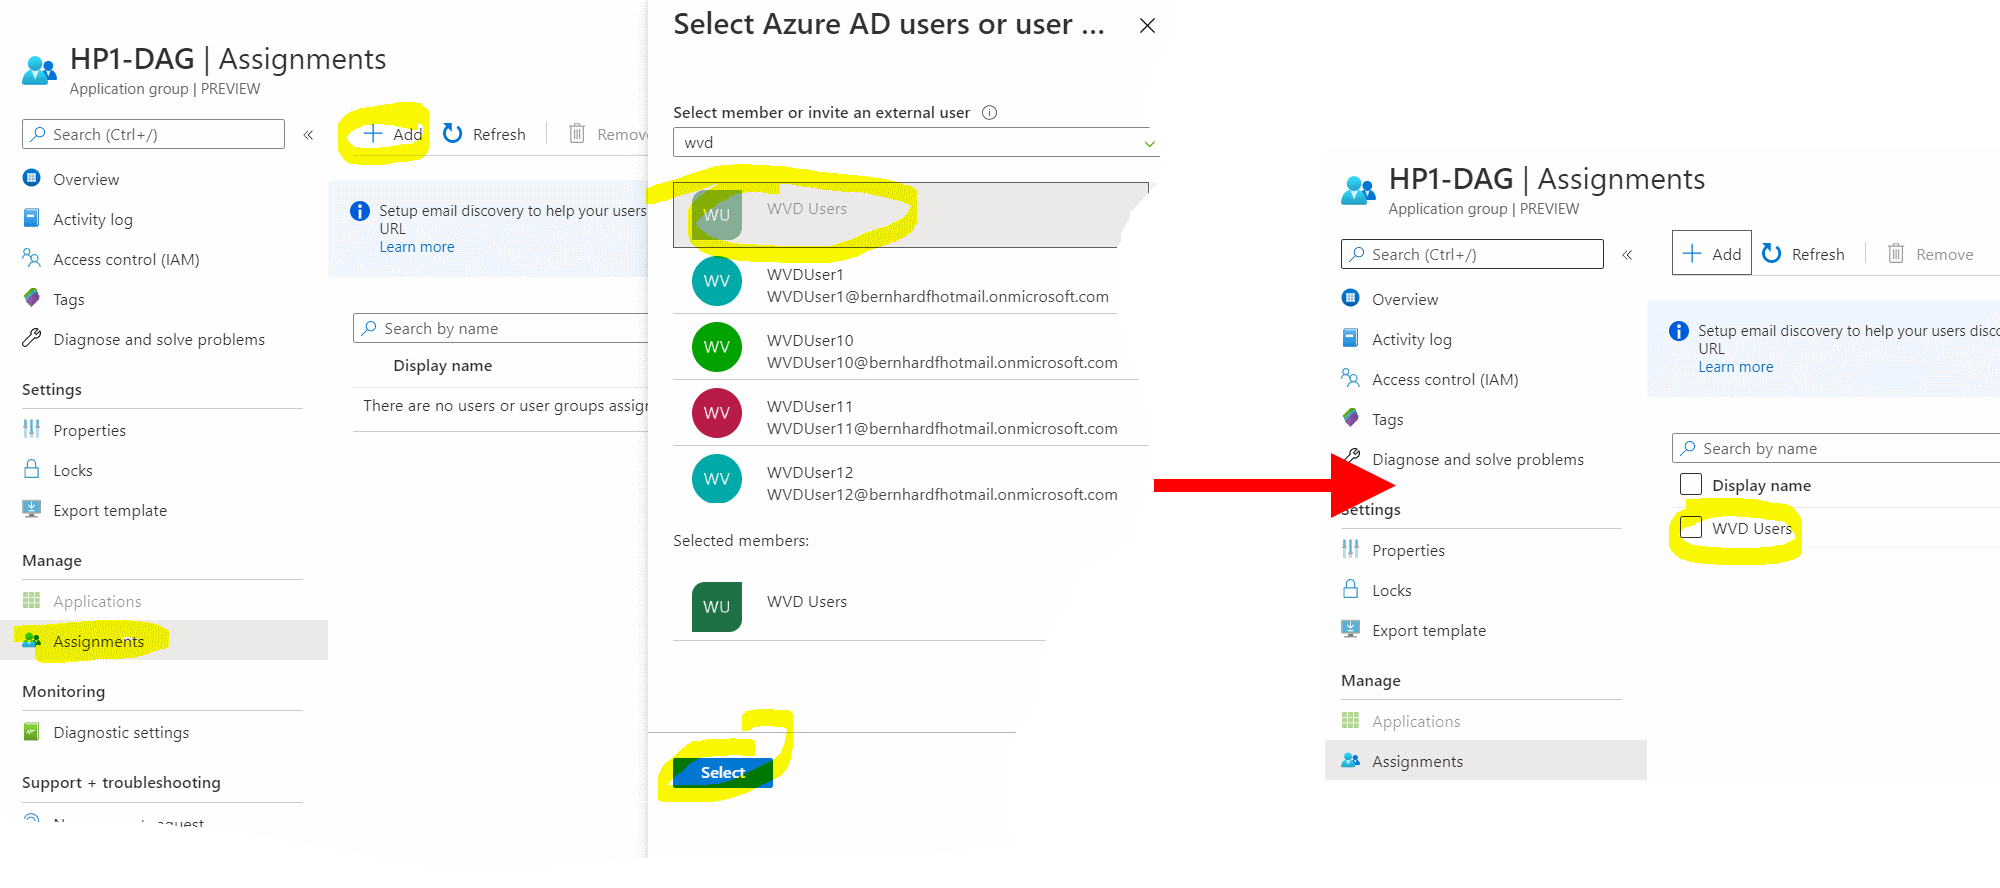 HP1-DAG | Assignments
Application group | PREVIEW
Search (Ctrl+/)
«
Overview
Activity log
Access control (IAM)
Tags
Diagnose and solve problems
Settings
Properties
Locks
Export template
Manage
Applications
Assignments
Monitoring
Diagnostic settings
Support + troubleshooting
Add
Refresh
Setup email discovery to help your users
URL
Learn more
Search by name
Display name
There are no users or user groups
Select Azure AD users or user ...
Select member or invite an external user
wvd
WU
WVD Users
WV
WVDUser1
WVDUser1@bernhardfhotmail.onmicrosoft.com
WV
WVDUser10
WVDUser10@bernhardfhotmail.onmicrosoft.com
WV
WVDUser11
WVDUser11@bernhardfhotmail.onmicrosoft.com
WV
WVDUser12
WVDUser12@bernhardfhotmail.onmicrosoft.com
Selected members:
WU
WVD Users
Select
HP1-DAG | Assignments
Application group | PREVIEW
Search (Ctrl+/)
«
Overview
Activity log
Access control (IAM)
Tags
Diagnose and solve problems
Settings
Properties
Locks
Export template
Manage
Applications
Assignments
Add
Refresh
Remove
Setup email discovery to help your users
URL
Learn more
Search by name
Display name
WVD Users